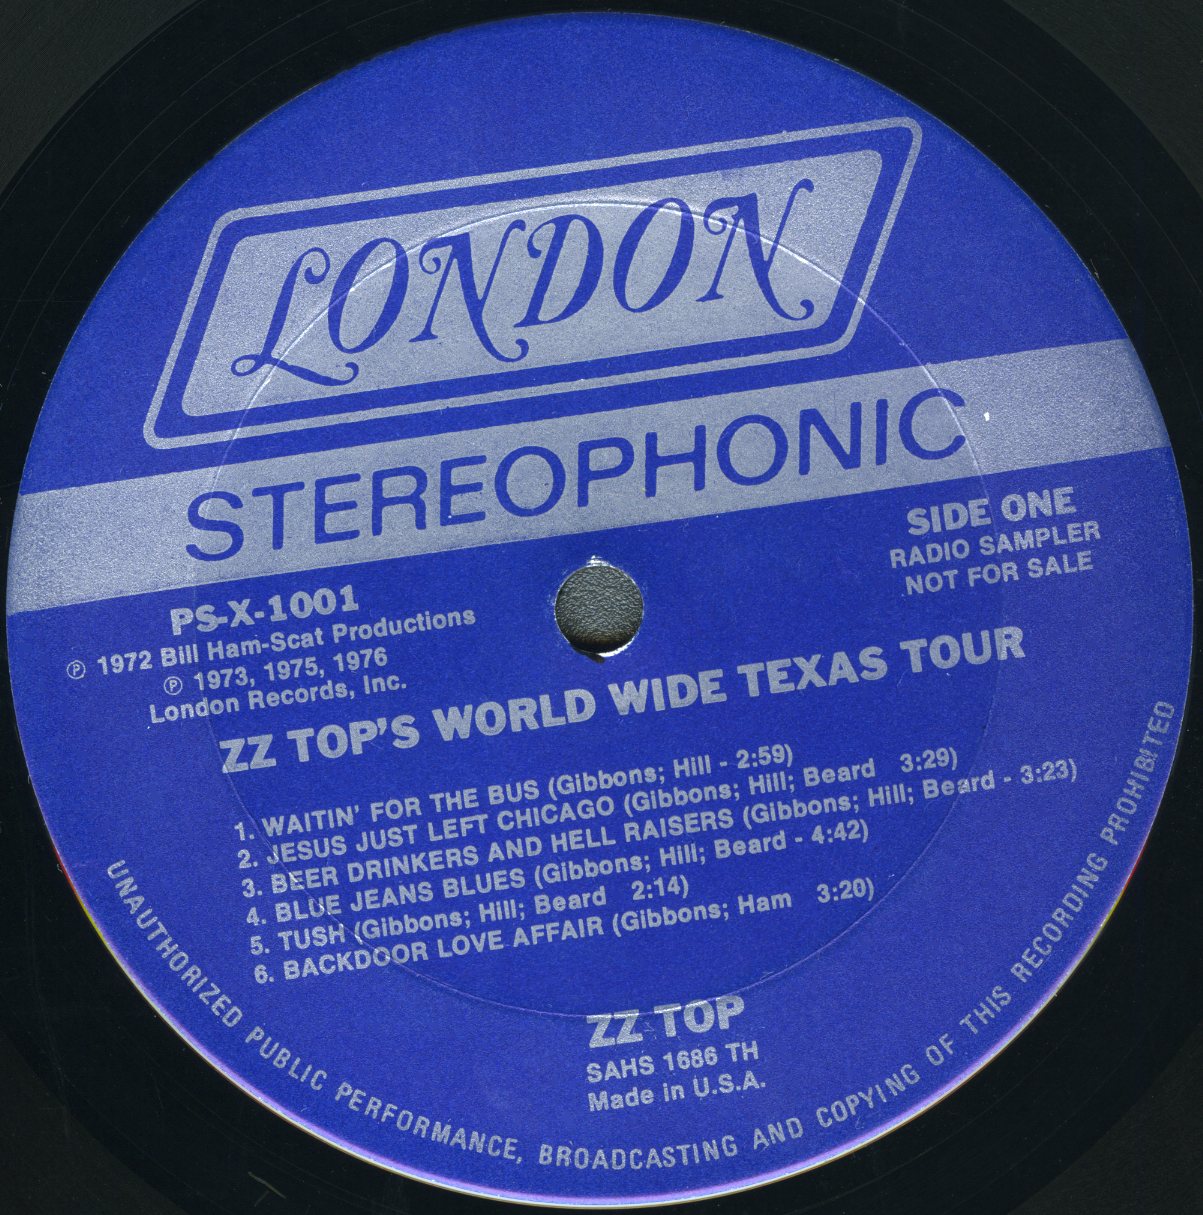 LONDON
STEREOPHONIC
SIDE ONE
RADIO SAMPLER
NOT FOR SALE
PS-X-1001
℗ 1972 Bill Ham-Scat Productions
℗ 1973, 1975, 1976
London Records, Inc.
ZZ TOP'S WORLD WIDE TEXAS TOUR
1. WAITIN' FOR THE BUS (Gibbons; Hill - 2:59)
2. JESUS JUST LEFT CHICAGO (Gibbons; Hill; Beard 3:29)
3. BEER DRINKERS AND HELL RAISERS (Gibbons; Hill; Beard - 3:23)
4. BLUE JEANS BLUES (Gibbons; Hill; Beard - 4:42)
5. TUSH (Gibbons; Hill; Beard 2:14)
6. BACKDOOR LOVE AFFAIR (Gibbons; Ham 3:20)
ZZ TOP
SAHS 1686 TH
Made in U.S.A.
UNAUTHORIZED PUBLIC PERFORMANCE, BROADCASTING AND COPYING OF THIS RECORDING PROHIBITED